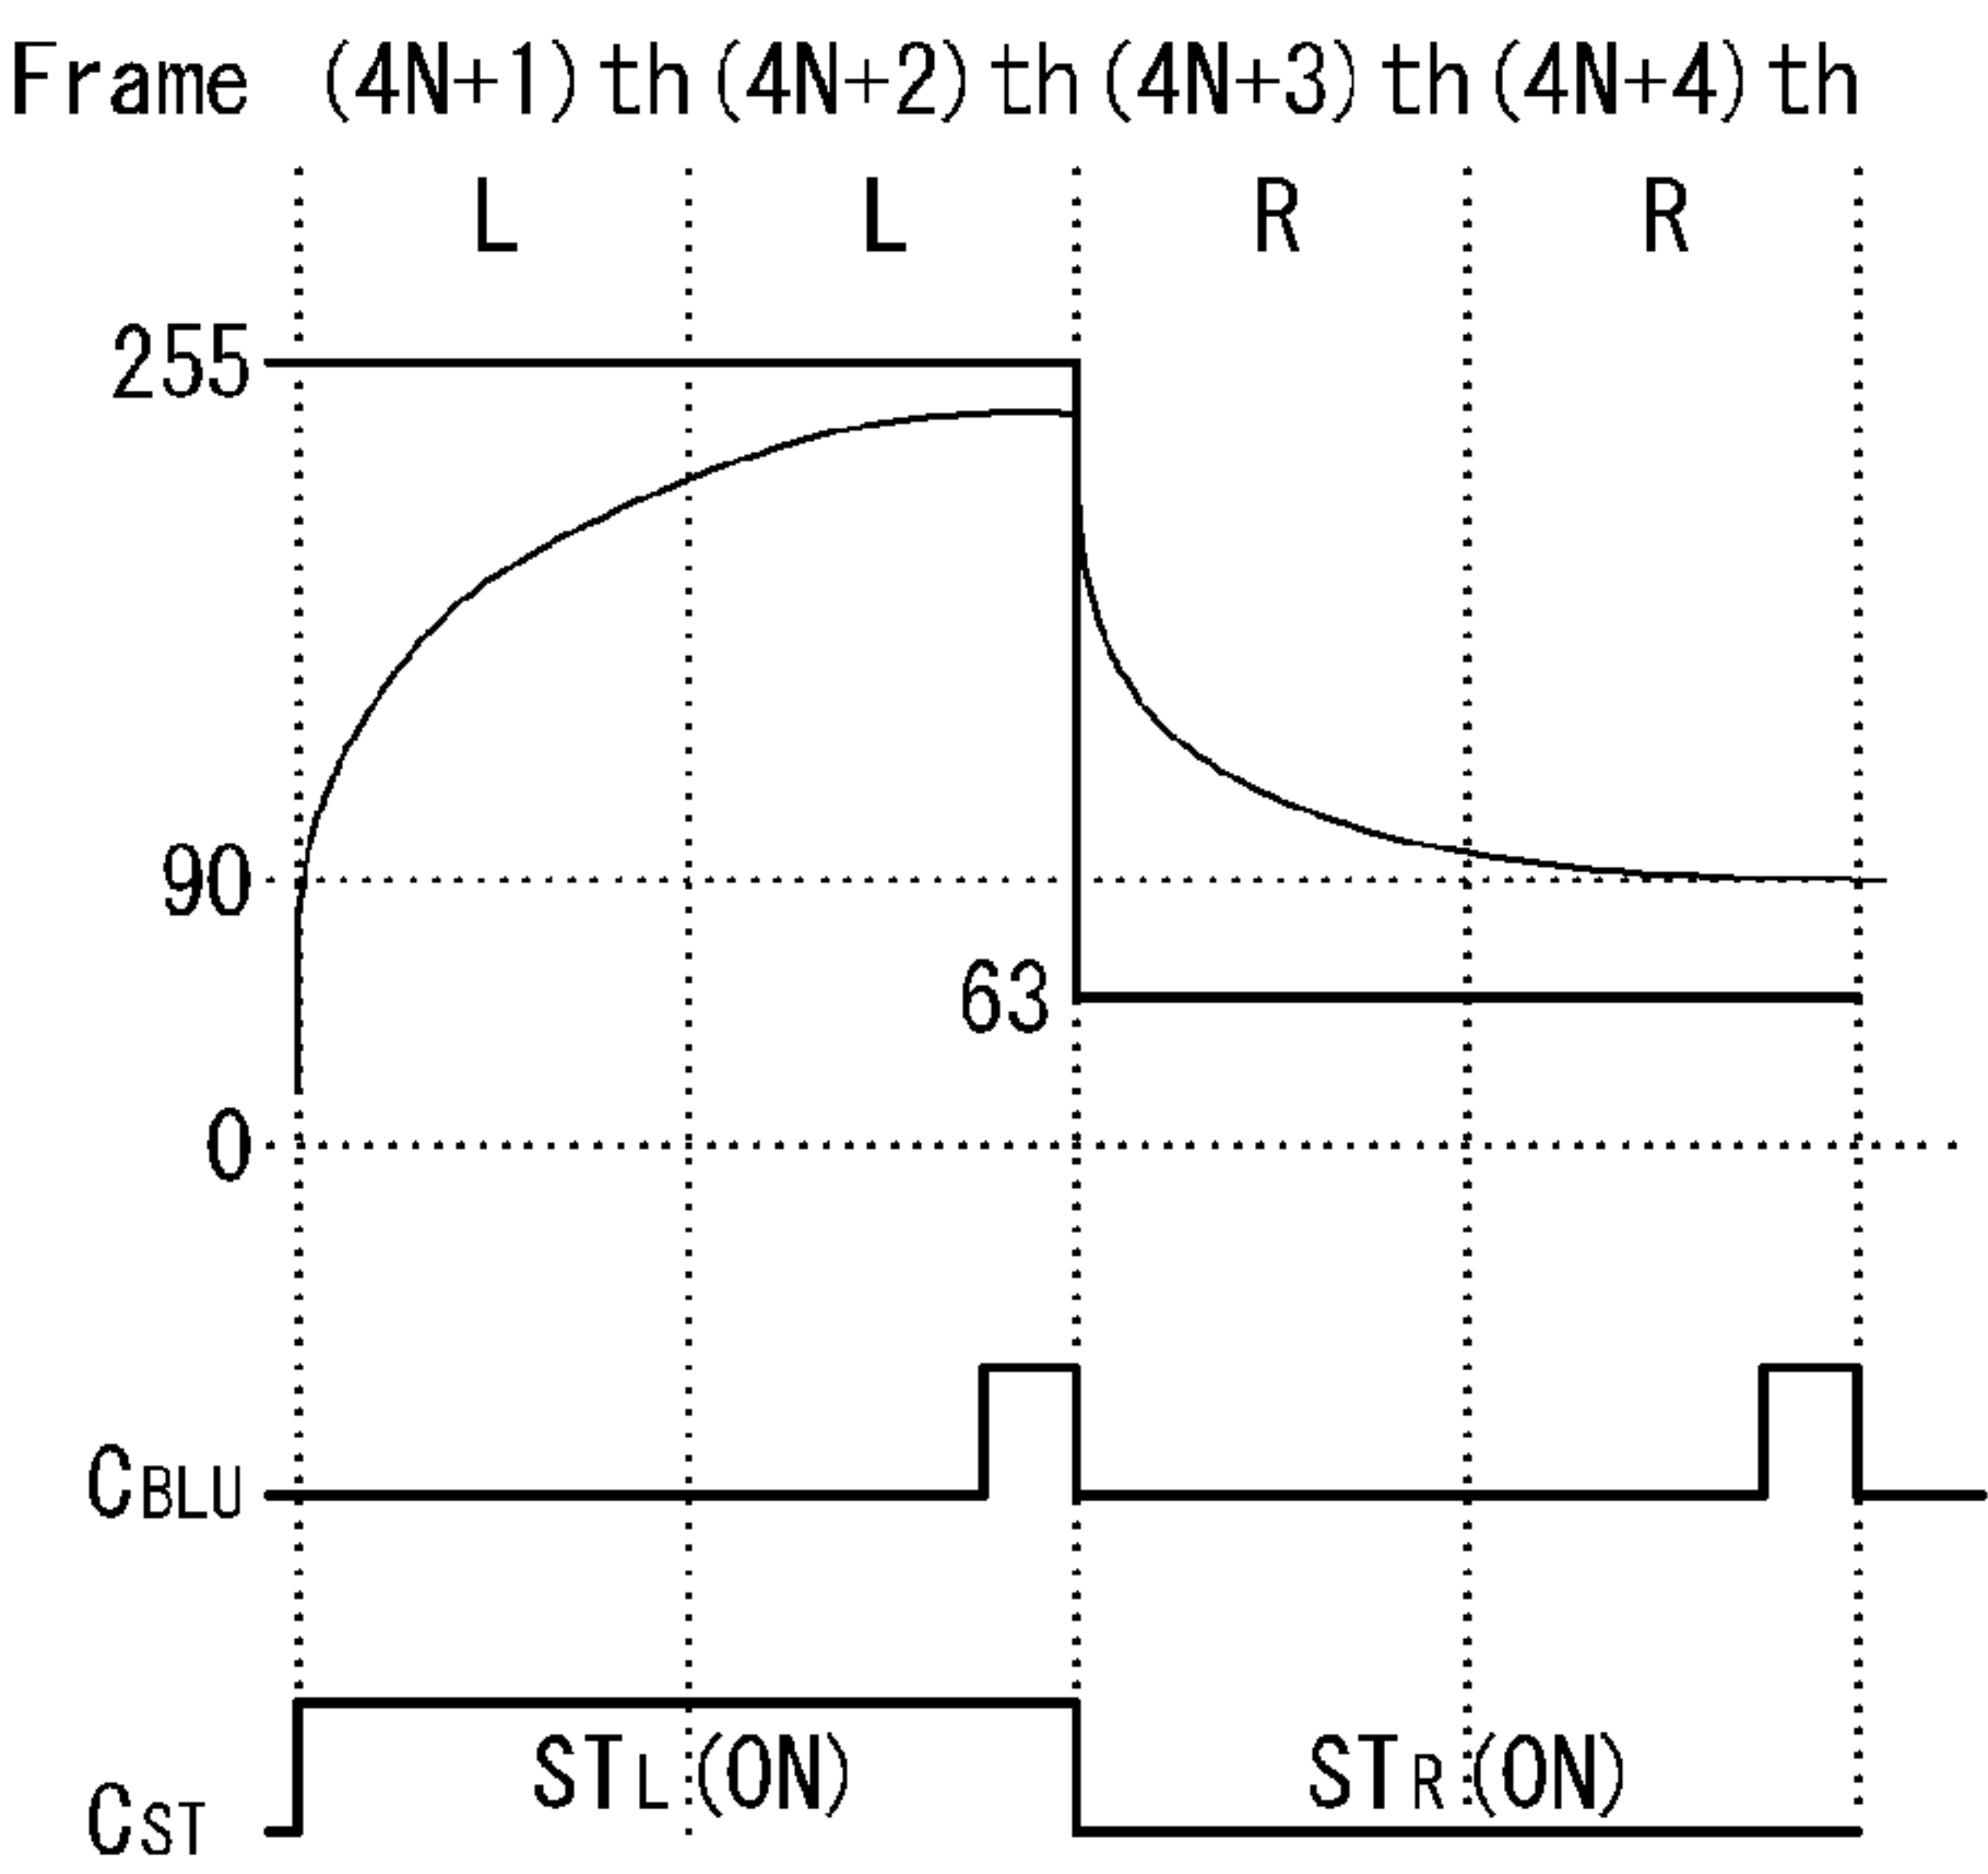 Frame (4N+1)th(4N+2)th(4N+3)th(4N+4)th
L L R R
255
90
63
0
CBLU
STL(ON) STR(ON)
CST